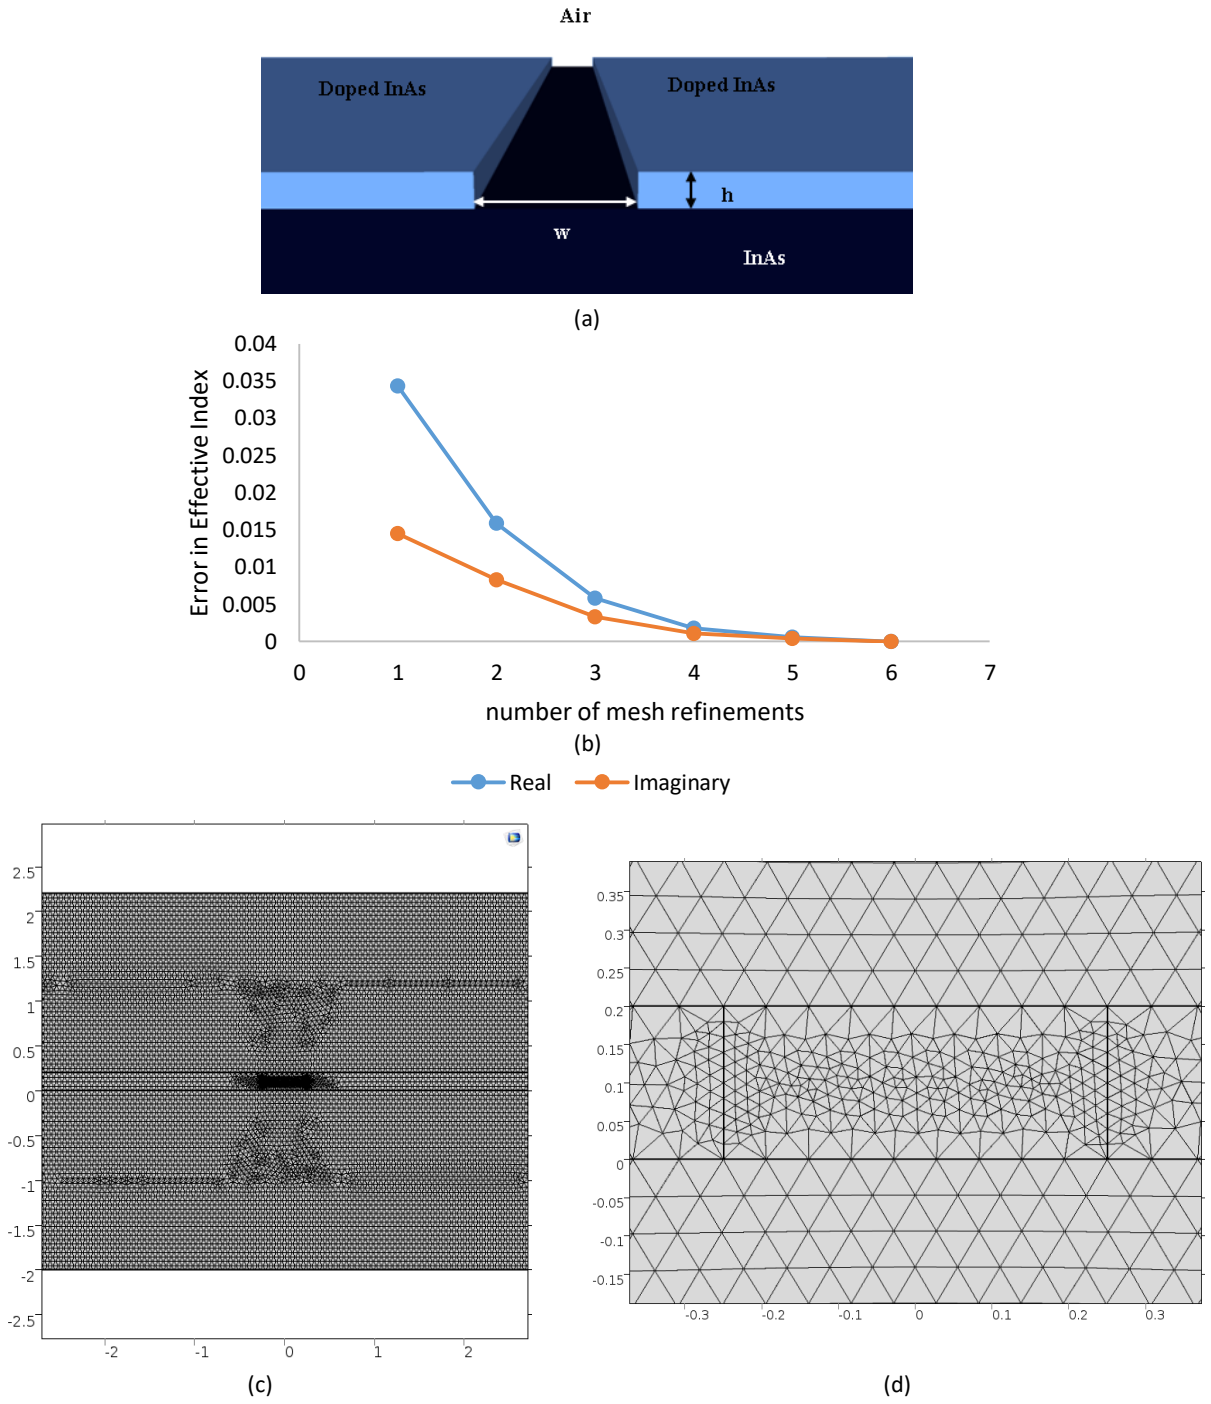 Air
Doped InAs Doped InAs
h
w
InAs
(a)
0.04
0.035
0.03
0.025
0.02
0.015
0.01
0.005
0
Error in Effective Index
0 1 2 3 4 5 6 7
number of mesh refinements
(b)
Real Imaginary
2.5
2
1.5
1
0.5
0
-0.5
-1
-1.5
-2
-2.5
-2 -1 0 1 2
(c)
0.35
0.3
0.25
0.2
0.15
0.1
0.05
0
-0.05
-0.1
-0.15
-0.3 -0.2 -0.1 0 0.1 0.2 0.3
(d)